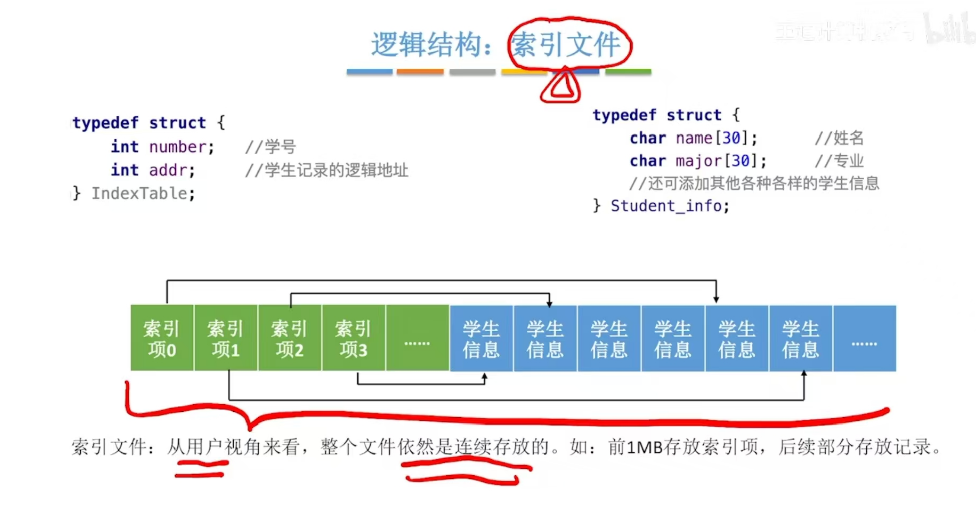 逻辑结构：索引文件
typedef struct {
int number; //学号
int addr; //学生记录的逻辑地址
} IndexTable;
typedef struct {
char name[30]; //姓名
char major[30]; //专业
//还可添加其他各种各样的学生信息
} Student_info;
索引项0 索引项1 索引项2 索引项3 …… 学生信息 学生信息 学生信息 学生信息 学生信息 学生信息 ……
索引文件：从用户视角来看，整个文件依然是连续存放的。如：前1MB存放索引项，后续部分存放记录。